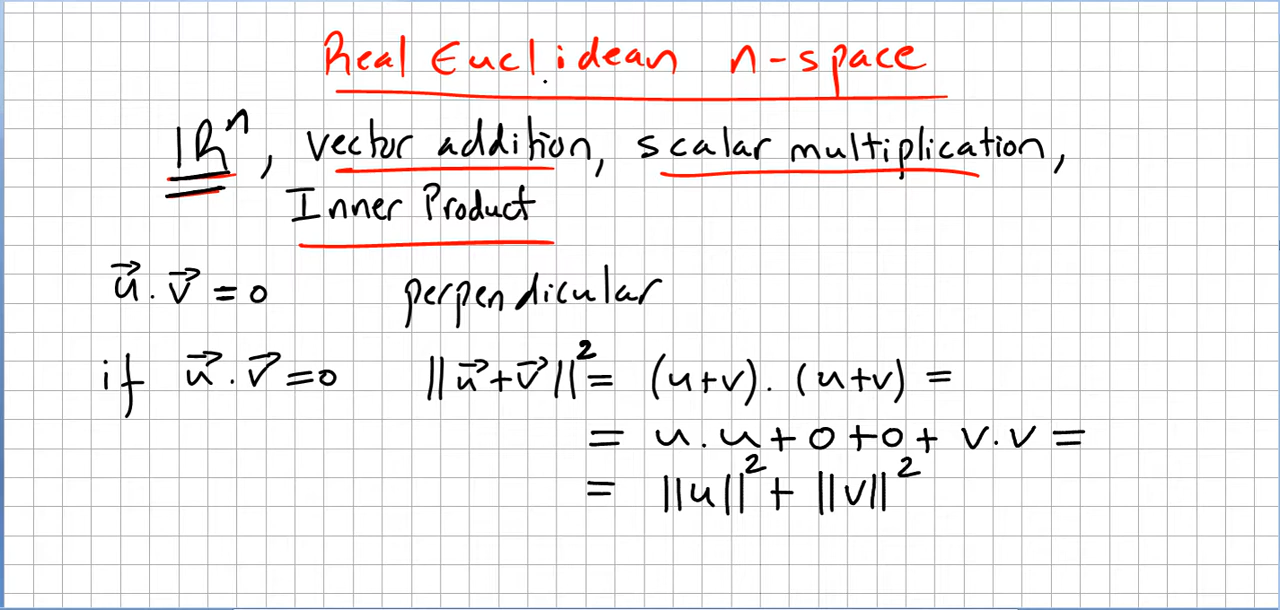 Real Euclidean n-space
ℝⁿ, vector addition, scalar multiplication,
Inner Product
u⃗ . v⃗ = 0 perpendicular
if u⃗ . v⃗ = 0 ||u⃗ + v⃗||² = (u+v) . (u+v) =
= u . u + 0 + 0 + v . v =
= ||u||² + ||v||²